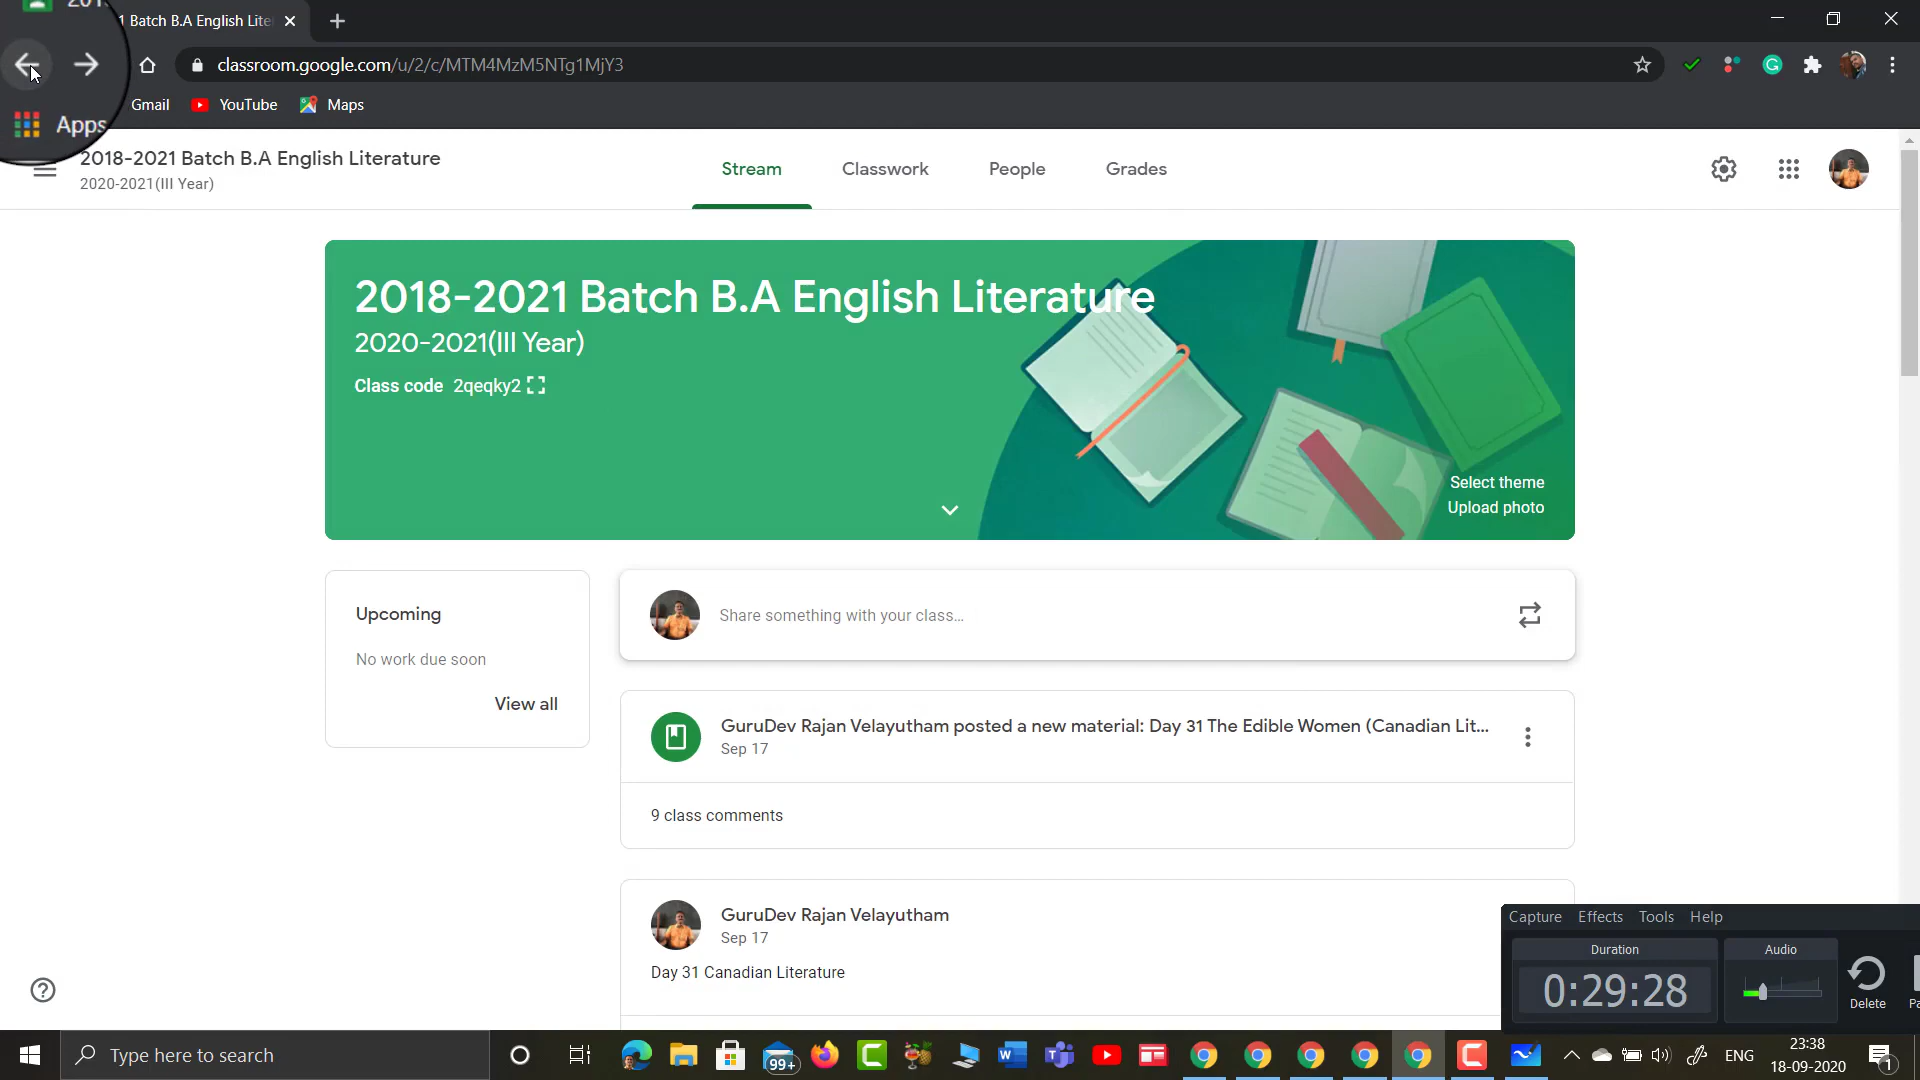 1 Batch B.A English Lite
classroom.google.com/u/2/c/MTM4MzM5NTg1MjY3
Apps
Gmail
YouTube
Maps
2018-2021 Batch B.A English Literature
2020-2021(III Year)
Stream
Classwork
People
Grades
2018-2021 Batch B.A English Literature
2020-2021(III Year)
Class code 2qeqky2
Select theme
Upload photo
Upcoming
No work due soon
View all
Share something with your class...
GuruDev Rajan Velayutham posted a new material: Day 31 The Edible Women (Canadian Lit...
Sep 17
9 class comments
GuruDev Rajan Velayutham
Sep 17
Day 31 Canadian Literature
Capture Effects Tools Help
Duration
0:29:28
Audio
Delete
Type here to search
99+
ENG
23:38
18-09-2020
1